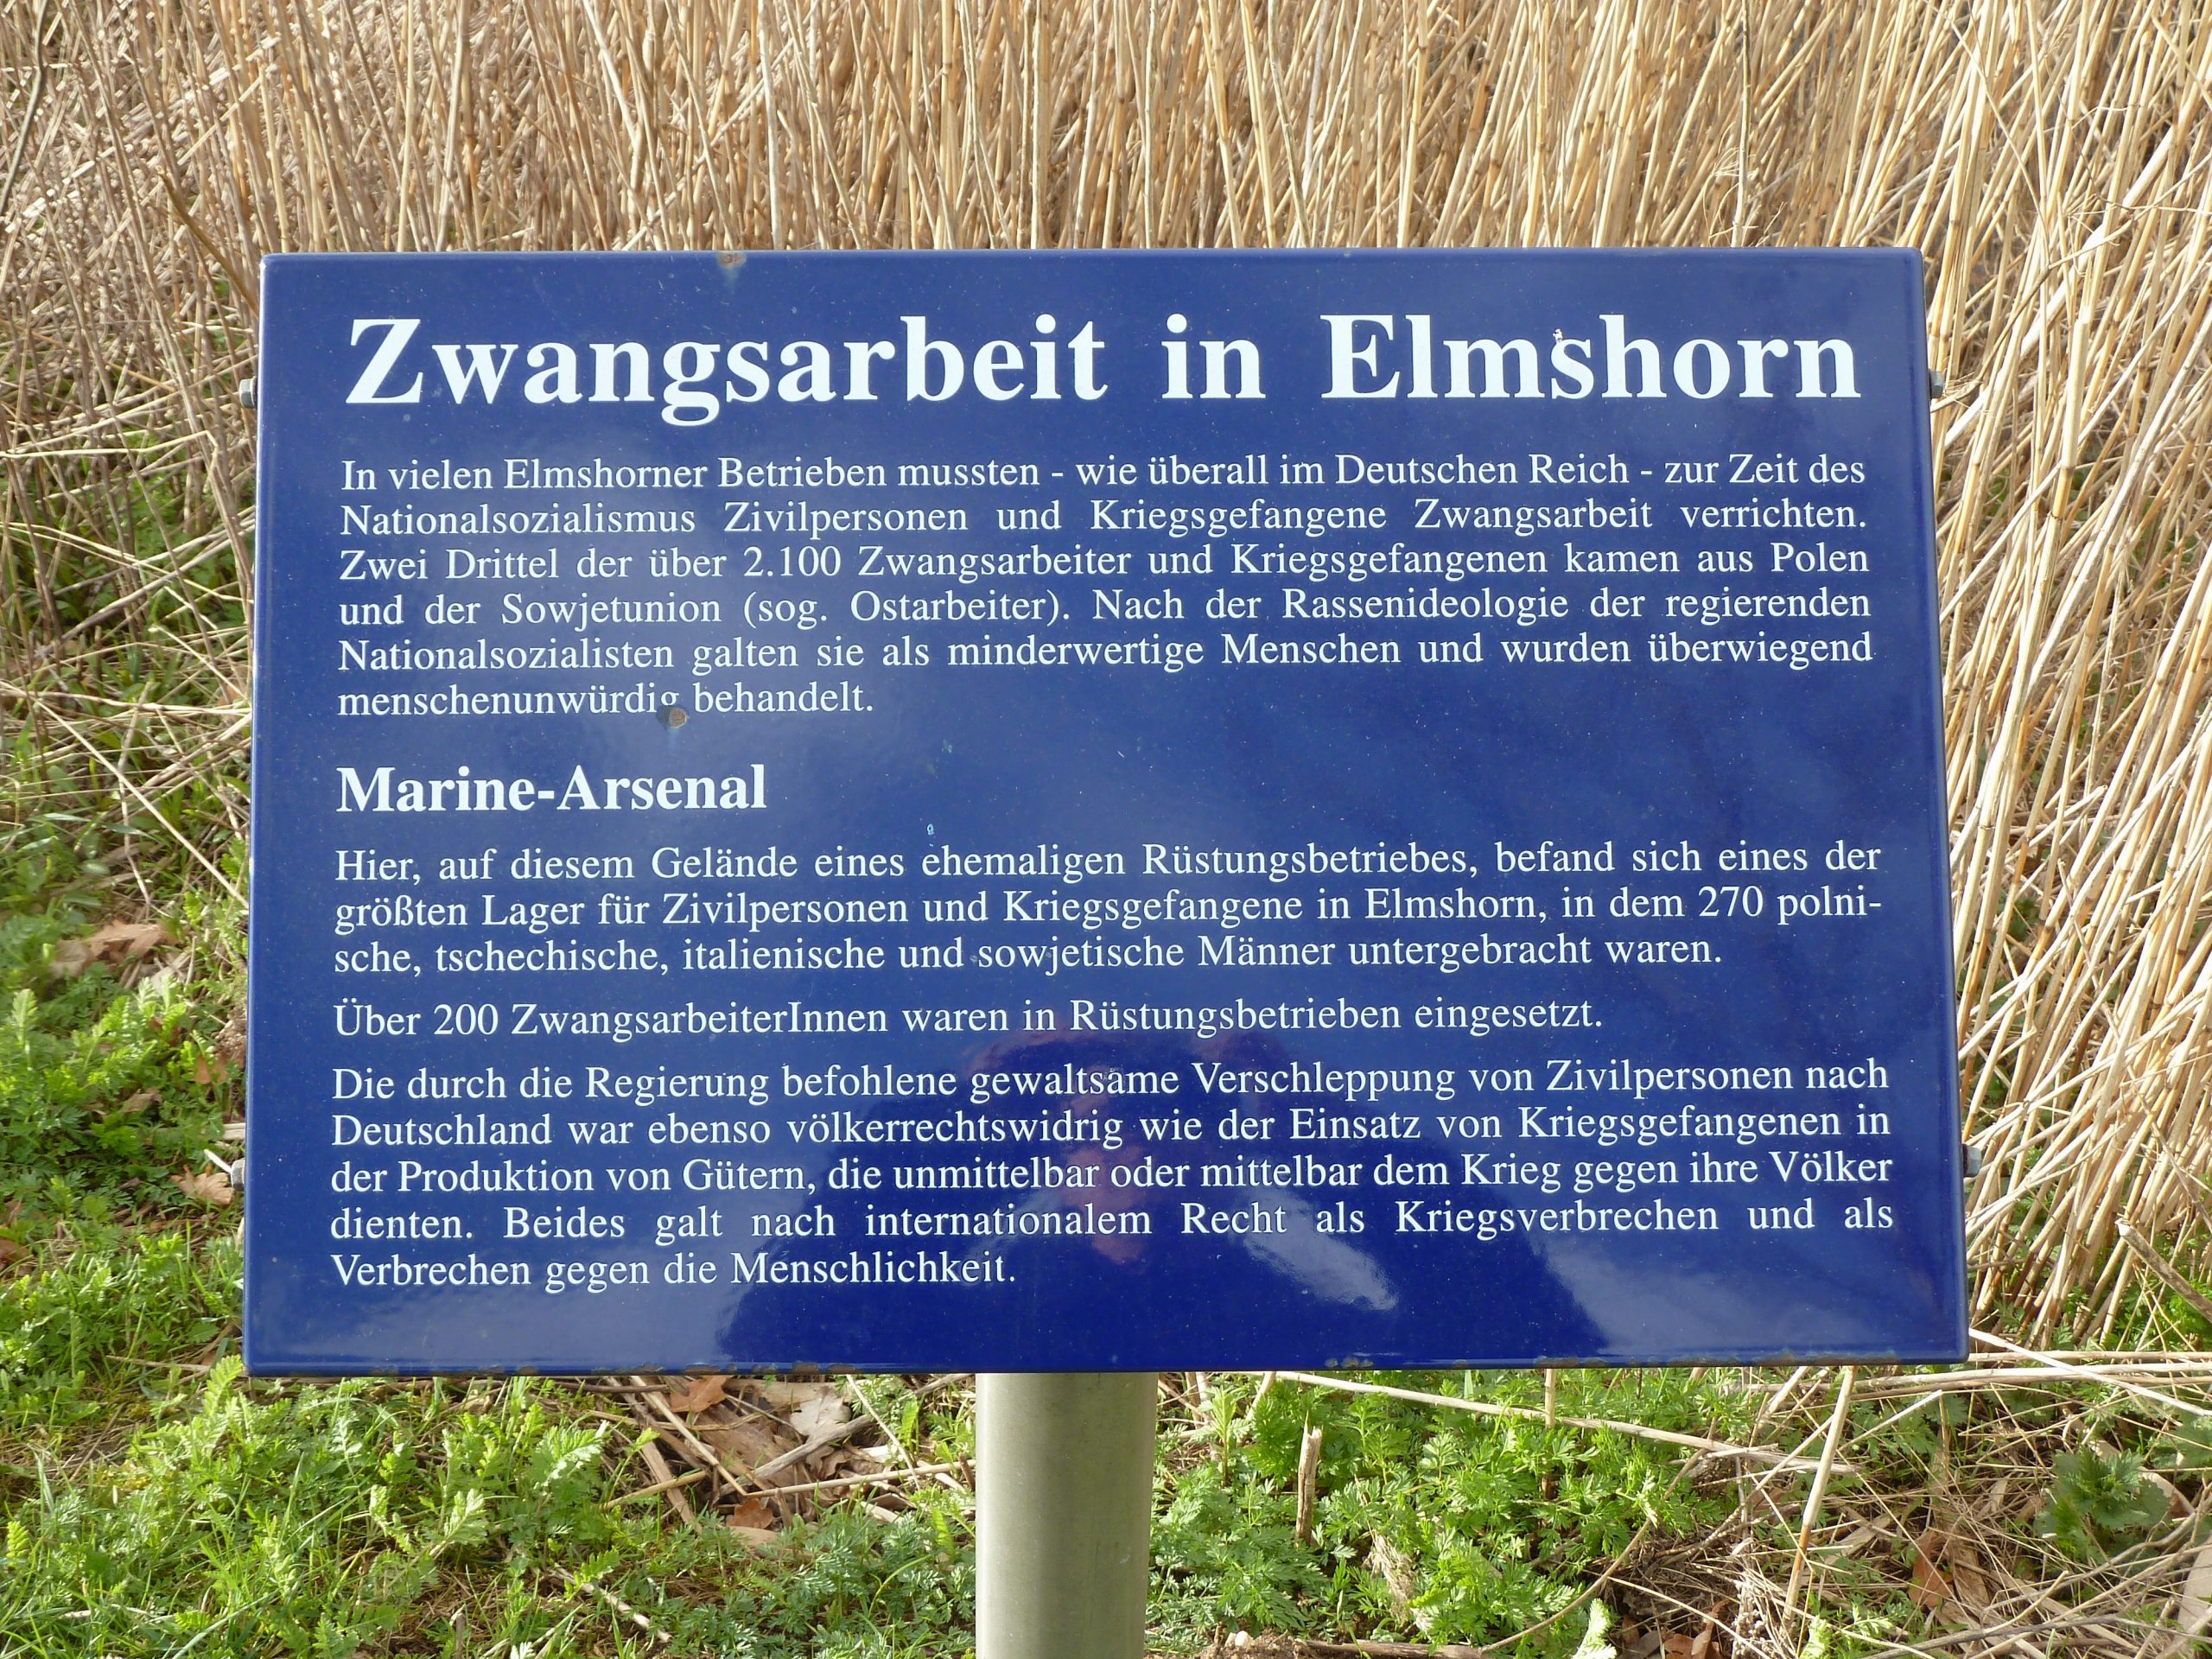 Zwangsarbeit in Elmshorn
In vielen Elmshorner Betrieben mussten - wie überall im Deutschen Reich - zur Zeit des
Nationalsozialismus Zivilpersonen und Kriegsgefangene Zwangsarbeit verrichten.
Zwei Drittel der über 2.100 Zwangsarbeiter und Kriegsgefangenen kamen aus Polen
und der Sowjetunion (sog. Ostarbeiter). Nach der Rassenideologie der regierenden
Nationalsozialisten galten sie als minderwertige Menschen und wurden überwiegend
menschenunwürdig behandelt.
Marine-Arsenal
Hier, auf diesem Gelände eines ehemaligen Rüstungsbetriebes, befand sich eines der
größten Lager für Zivilpersonen und Kriegsgefangene in Elmshorn, in dem 270 polni-
sche, tschechische, italienische und sowjetische Männer untergebracht waren.
Über 200 ZwangsarbeiterInnen waren in Rüstungsbetrieben eingesetzt.
Die durch die Regierung befohlene gewaltsame Verschleppung von Zivilpersonen nach
Deutschland war ebenso völkerrechtswidrig wie der Einsatz von Kriegsgefangenen in
der Produktion von Gütern, die unmittelbar oder mittelbar dem Krieg gegen ihre Völker
dienten. Beides galt nach internationalem Recht als Kriegsverbrechen und als
Verbrechen gegen die Menschlichkeit.